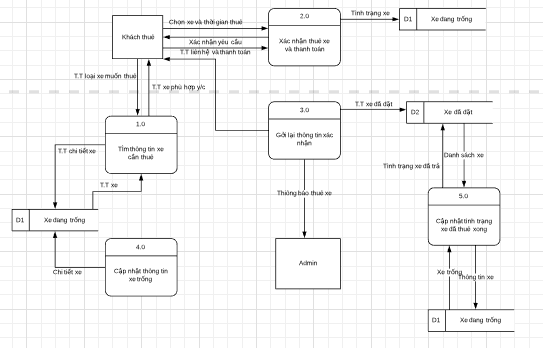 Tình trạng xe
Chọn xe và thời gian thuê
2.0
D1
Xe đang trống
Khách thuê
Xác nhận yêu cầu
Xác nhận thuê xe
và thanh toán
T.T liên hệ và thanh toán
T.T loại xe muốn thuê
T.T xe phù hợp y/c
1.0
Tìm thông tin xe
cần thuê
3.0
Gởi lại thông tin xác
nhận
T.T xe đã đặt
D2
Xe đã đặt
T.T chi tiết xe
T.T xe
Danh sách xe
Tình trạng xe đã trả
Thông báo thuê xe
5.0
Cập nhật tình trạng
xe đã thuê xong
D1
Xe đang trống
4.0
Cập nhật thông tin
xe trống
Chi tiết xe
Admin
Xe trống
Thông tin xe
D1
Xe đang trống